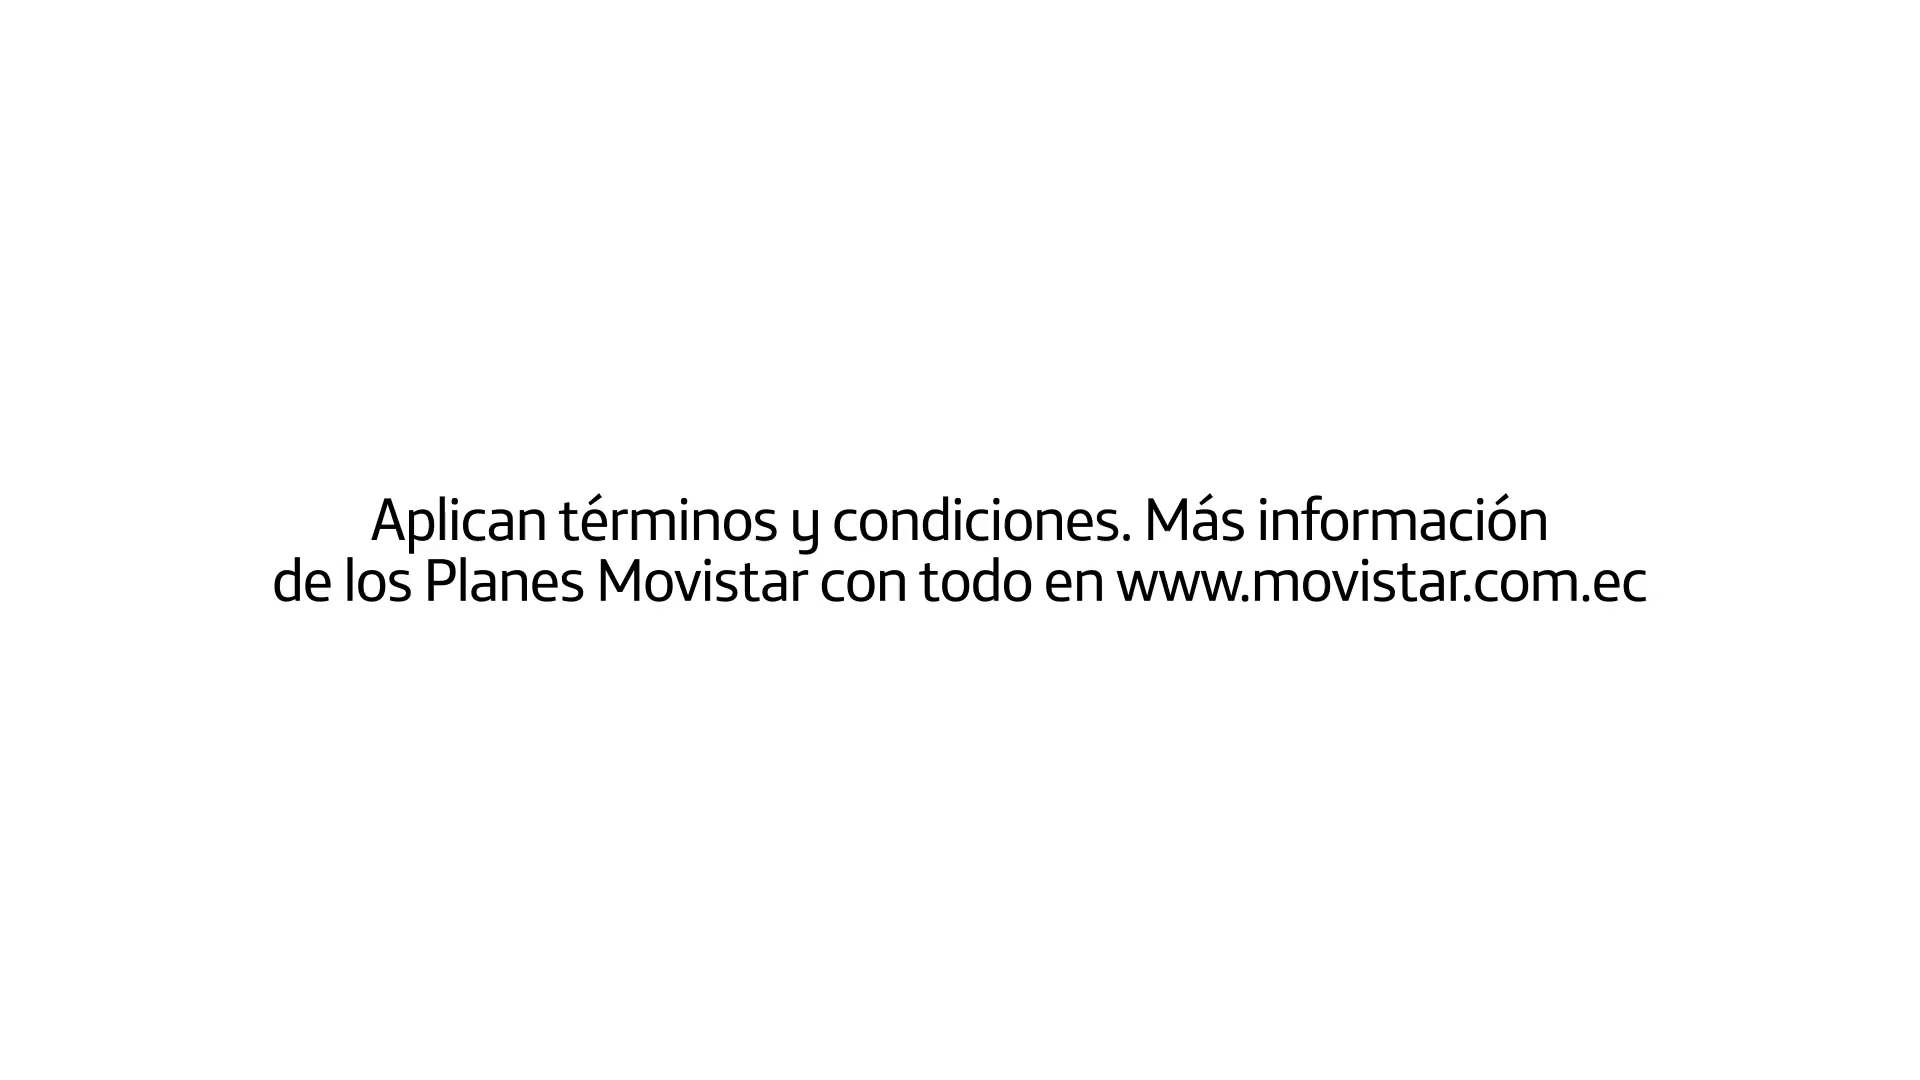 Aplican términos y condiciones. Más información
de los Planes Movistar con todo en www.movistar.com.ec